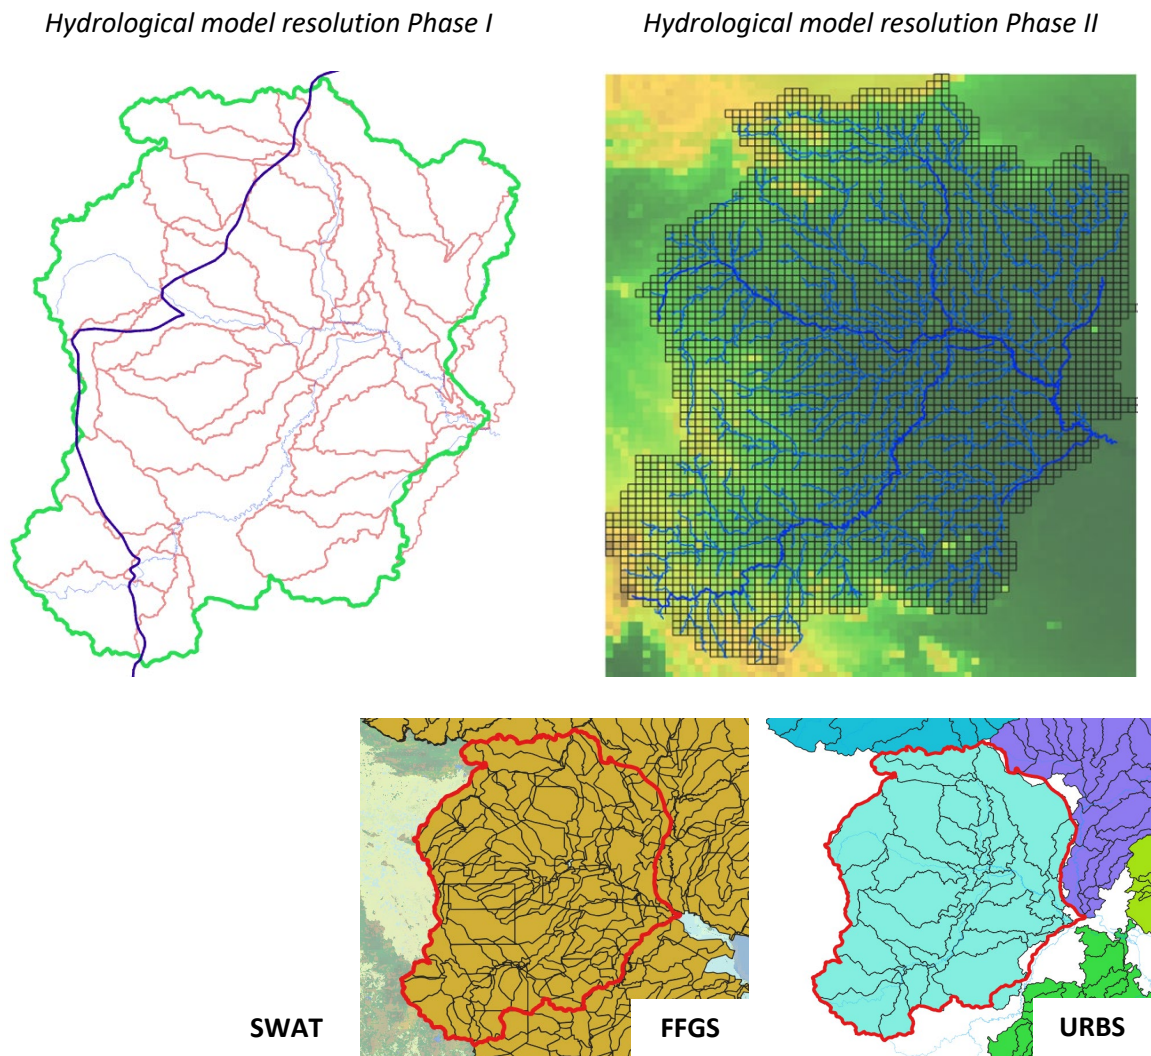 Hydrological model resolution Phase I
Hydrological model resolution Phase II
SWAT
FFGS
URBS